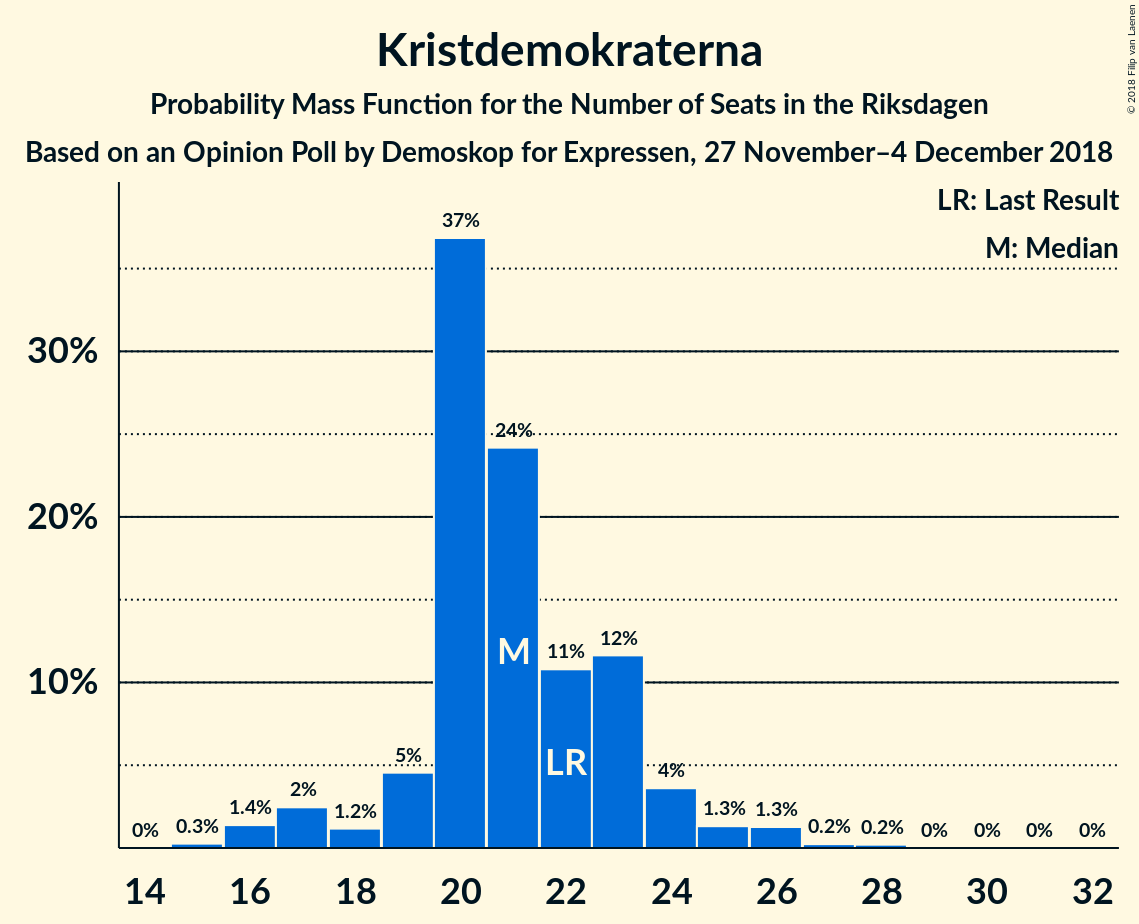 © 2018 Filip van Laenen
Kristdemokraterna
Probability Mass Function for the Number of Seats in the Riksdagen
Based on an Opinion Poll by Demoskop for Expressen, 27 November–4 December 2018
LR: Last Result
M: Median
30%
20%
10%
0%
0.3%
1.4%
2%
1.2%
5%
37%
24%
11%
12%
4%
1.3%
1.3%
0.2%
0.2%
0%
0%
0%
0%
M
LR
14 16 18 20 22 24 26 28 30 32